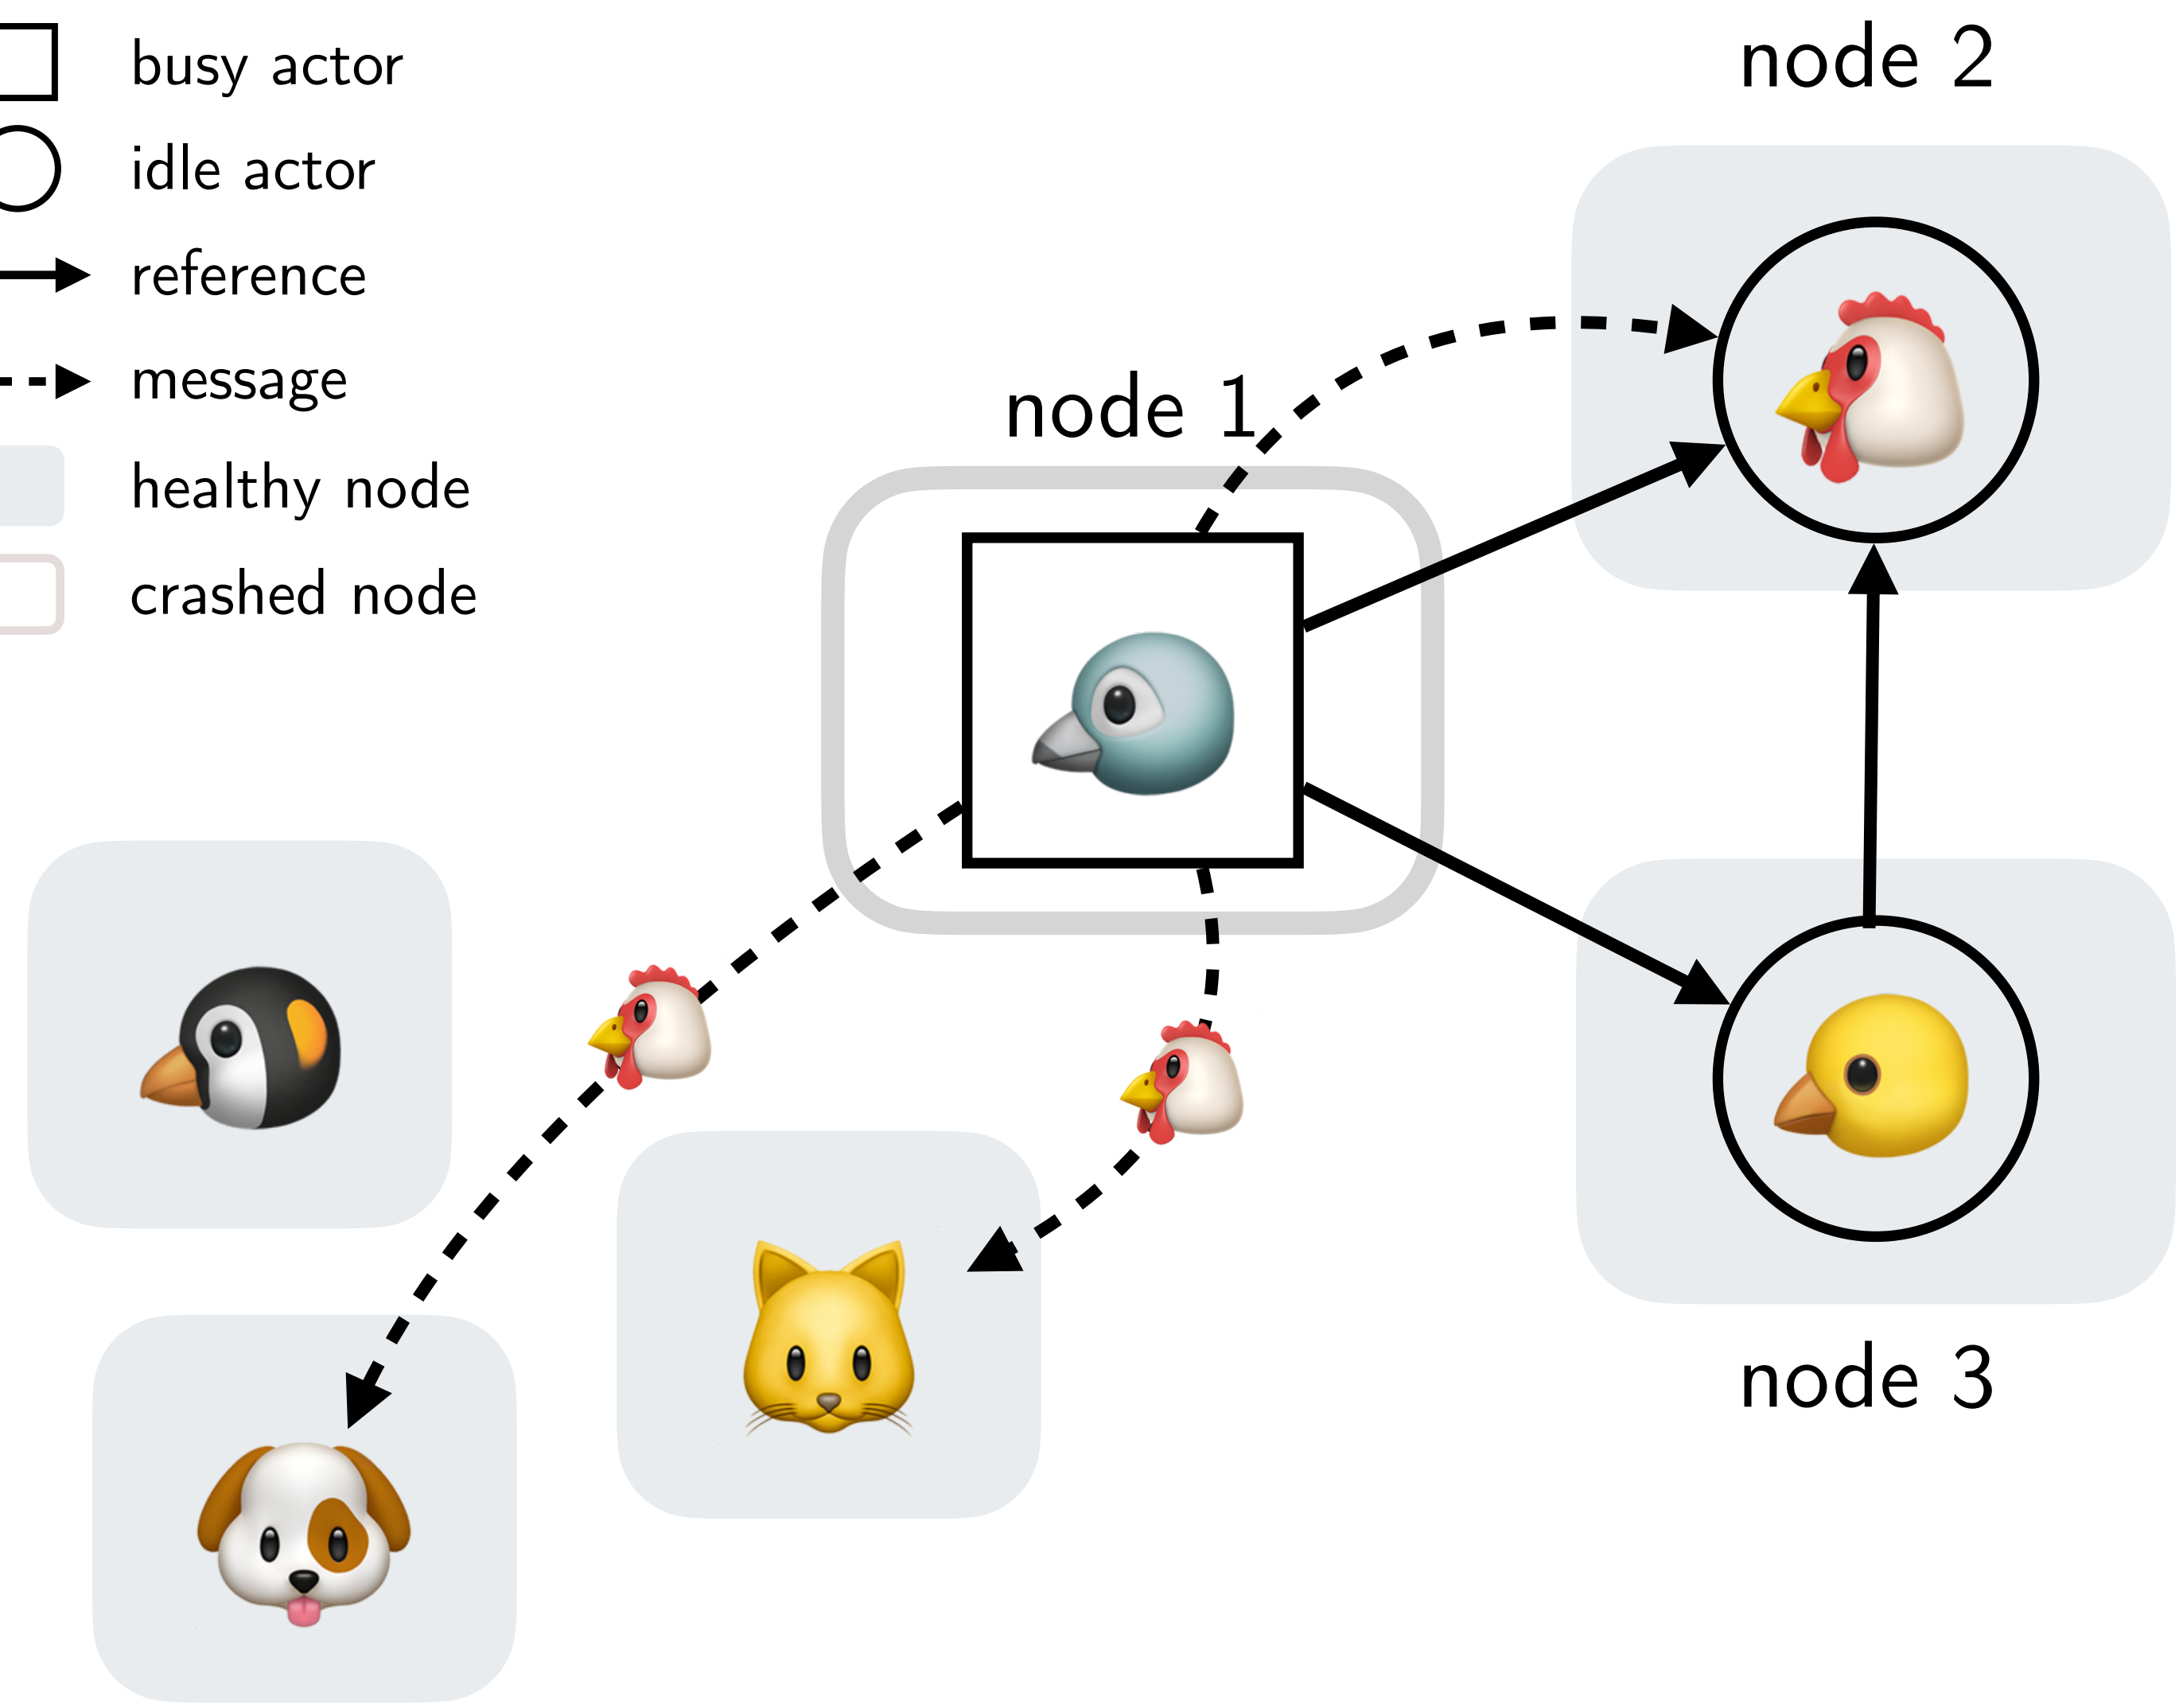 busy actor
idle actor
reference
message
healthy node
crashed node
node 1
node 2
node 3